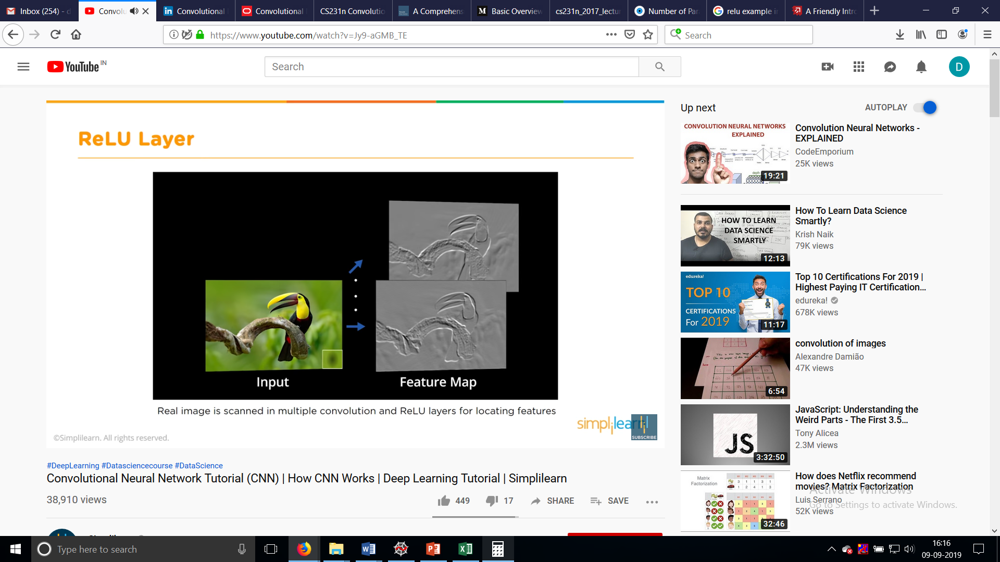 Inbox (254) - d
Convolu
Convolutional
Convolutional
CS231n Convolutio
A Comprehens
Basic Overview
cs231n_2017_lectu
Number of Par
relu example i
A Friendly Intro
https://www.youtube.com/watch?v=Jy9-aGMB_TE
Search
YouTube IN
Search
D
ReLU Layer
Input
Feature Map
Real image is scanned in multiple convolution and ReLU layers for locating features
simplilearn
SUBSCRIBE
©Simplilearn. All rights reserved.
#DeepLearning #Datasciencecourse #DataScience
Convolutional Neural Network Tutorial (CNN) | How CNN Works | Deep Learning Tutorial | Simplilearn
38,910 views
449
17
SHARE
SAVE
Up next
AUTOPLAY
CONVOLUTION NEURAL NETWORKS
EXPLAINED
19:21
Convolution Neural Networks -
EXPLAINED
CodeEmporium
25K views
HOW TO LEARN
DATA SCIENCE
SMARTLY
12:13
How To Learn Data Science
Smartly?
Krish Naik
79K views
edureka!
TOP 10
CERTIFICATIONS
For 2019
11:17
Top 10 Certifications For 2019 |
Highest Paying IT Certification...
edureka!
678K views
6:54
convolution of images
Alexandre Damião
47K views
JS
3:32:50
JavaScript: Understanding the
Weird Parts - The First 3.5...
Tony Alicea
2.3M views
Matrix
Factorization
32:46
How does Netflix recommend
movies? Matrix Factorization
Luis Serrano
52K views
Activate Windows
Go to Settings to activate Windows.
Type here to search
16:16
09-09-2019